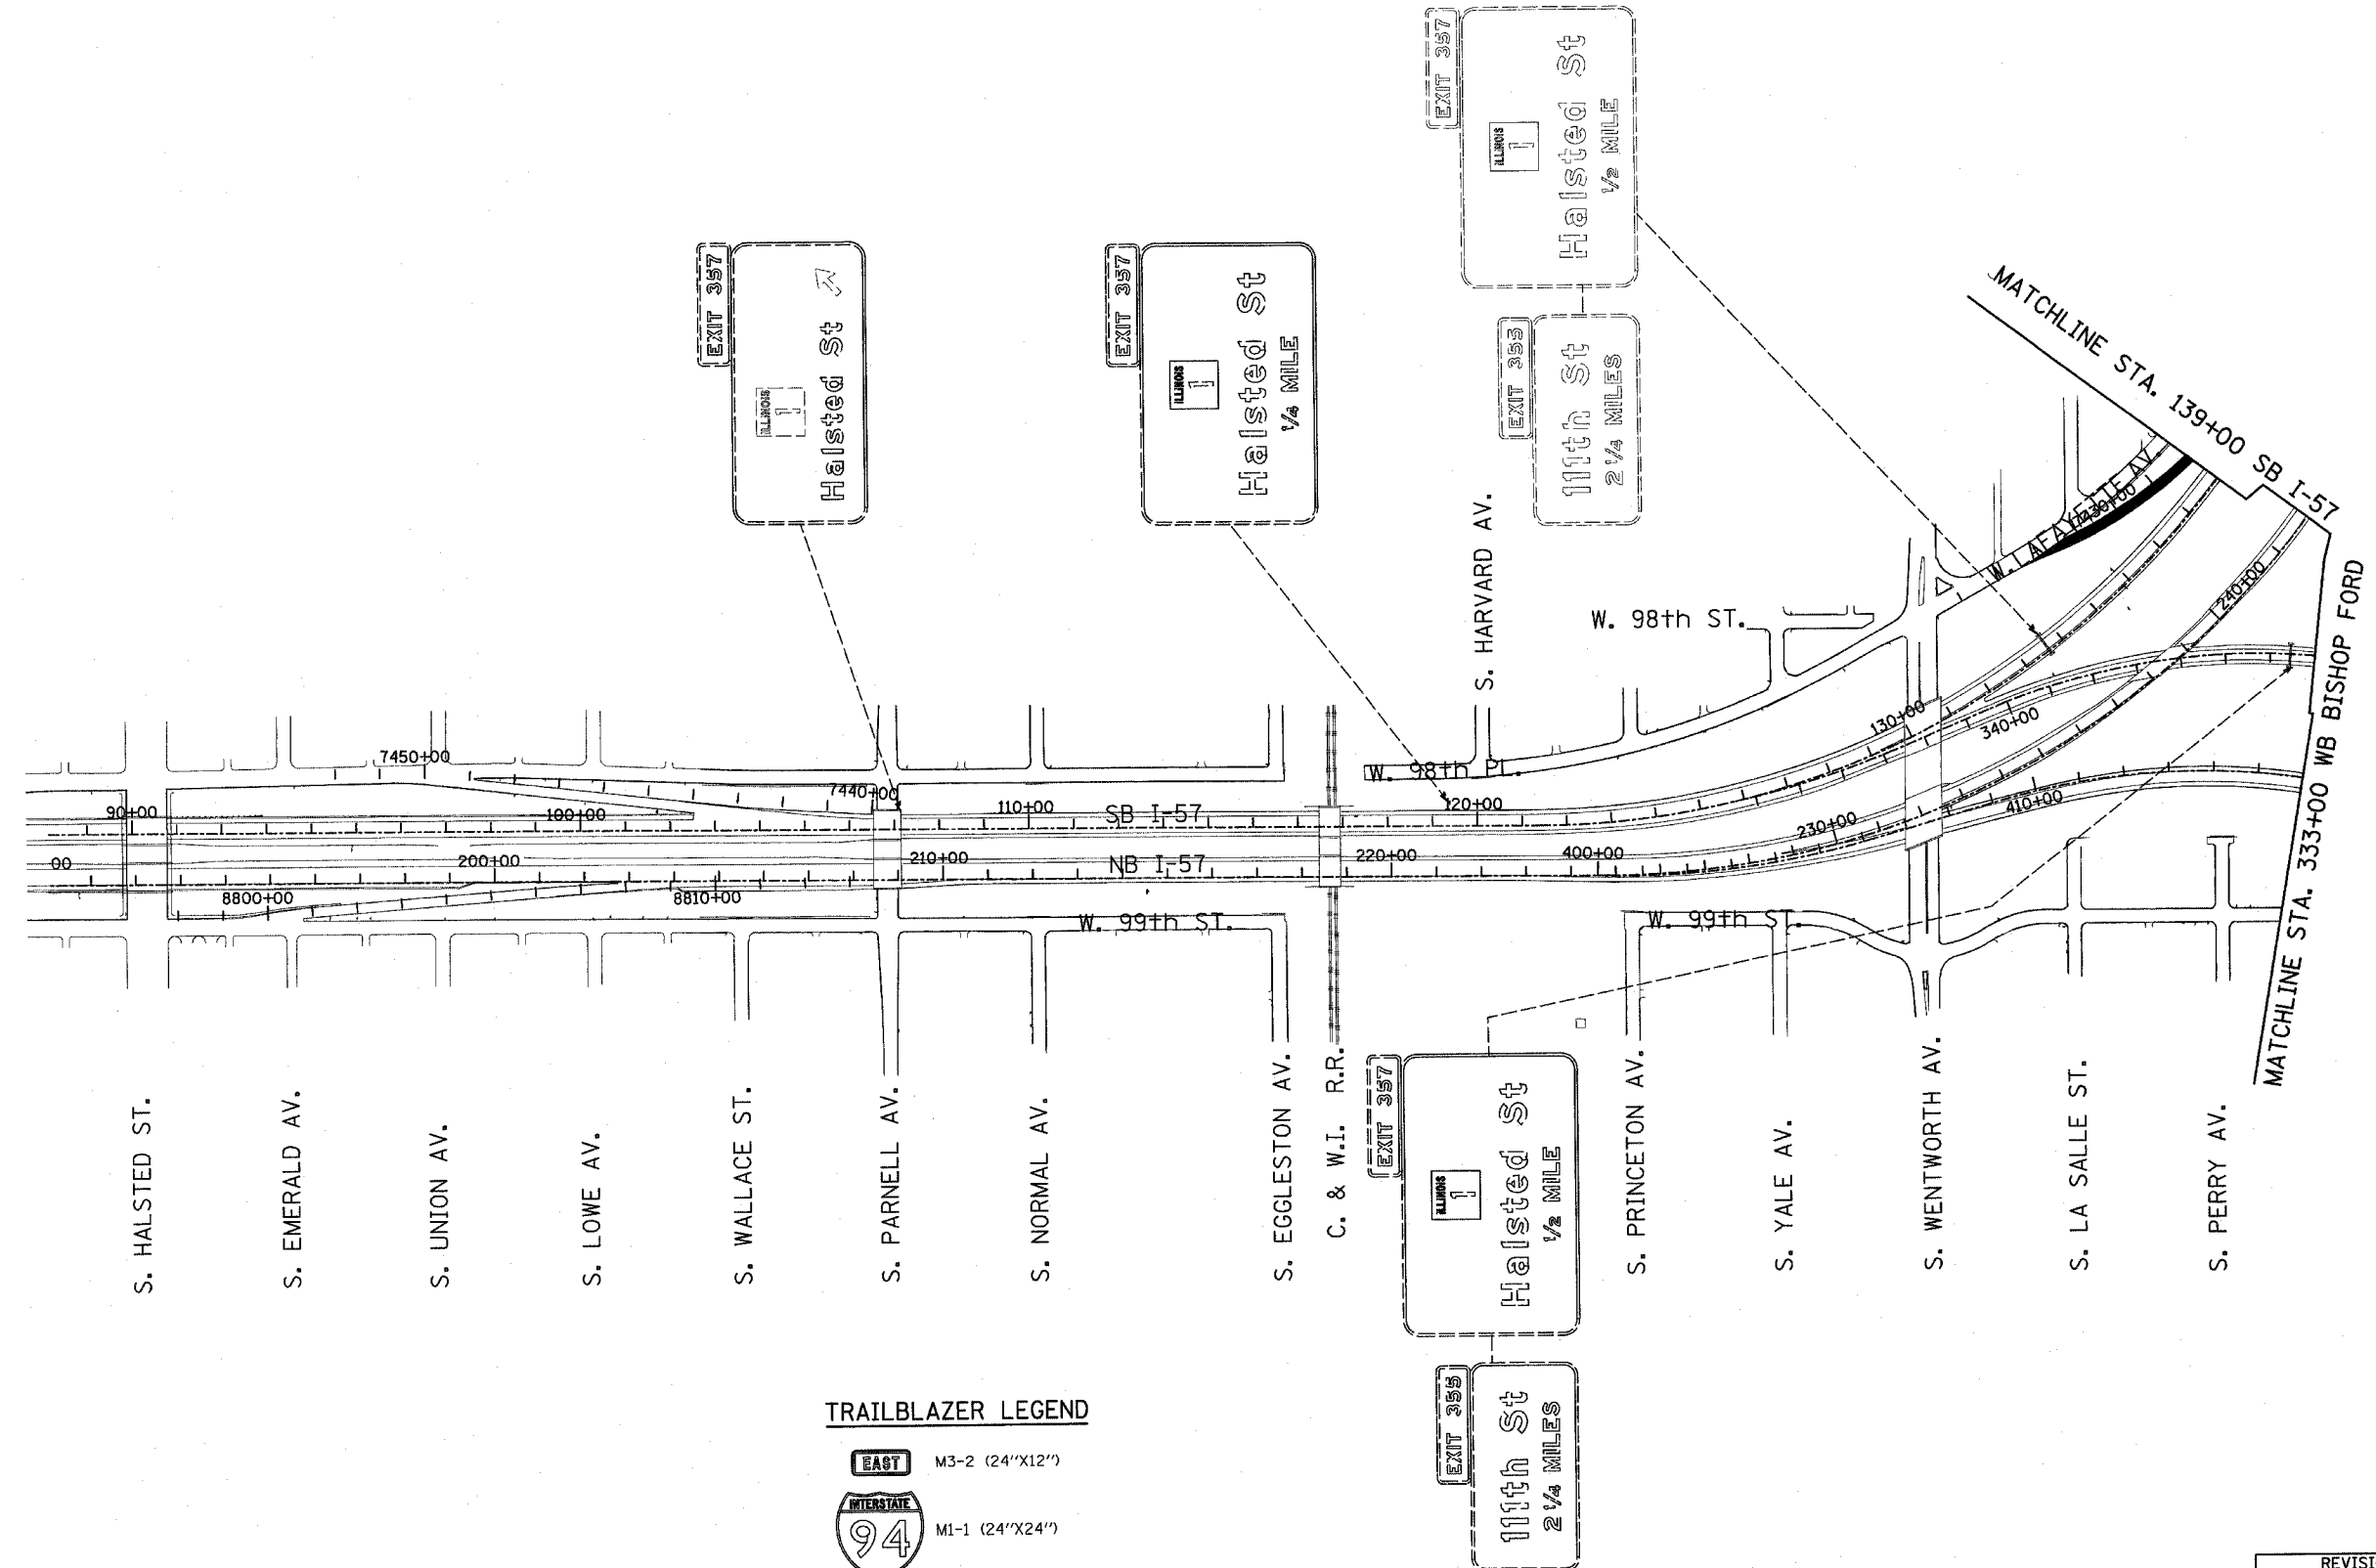 EXIT 357
ILLINOIS
1
Halsted St
1/2 MILE
EXIT 355
111th St
2 1/4 MILES
EXIT 357
ILLINOIS
1
Halsted St
EXIT 357
ILLINOIS
1
Halsted St
1/4 MILE
MATCHLINE STA. 139+00 SB I-57
MATCHLINE STA. 333+00 WB BISHOP FORD
S. HARVARD AV.
W. 98th ST.
W. LAFAYETTE AV
7430+00
240+00
7450+00
7440+00
W. 98th PL.
130+00
340+00
90+00
100+00
110+00
SB I-57
120+00
410+00
230+00
00
200+00
210+00
NB I-57
220+00
400+00
8800+00
8810+00
W. 99th ST.
W. 99th ST.
S. HALSTED ST.
S. EMERALD AV.
S. UNION AV.
S. LOWE AV.
S. WALLACE ST.
S. PARNELL AV.
S. NORMAL AV.
S. EGGLESTON AV.
C. & W.I. R.R.
S. PRINCETON AV.
S. YALE AV.
S. WENTWORTH AV.
S. LA SALLE ST.
S. PERRY AV.
EXIT 357
ILLINOIS
1
Halsted St
1/2 MILE
EXIT 355
111th St
2 1/4 MILES
TRAILBLAZER LEGEND
EAST M3-2 (24"X12")
INTERSTATE
94 M1-1 (24"X24")